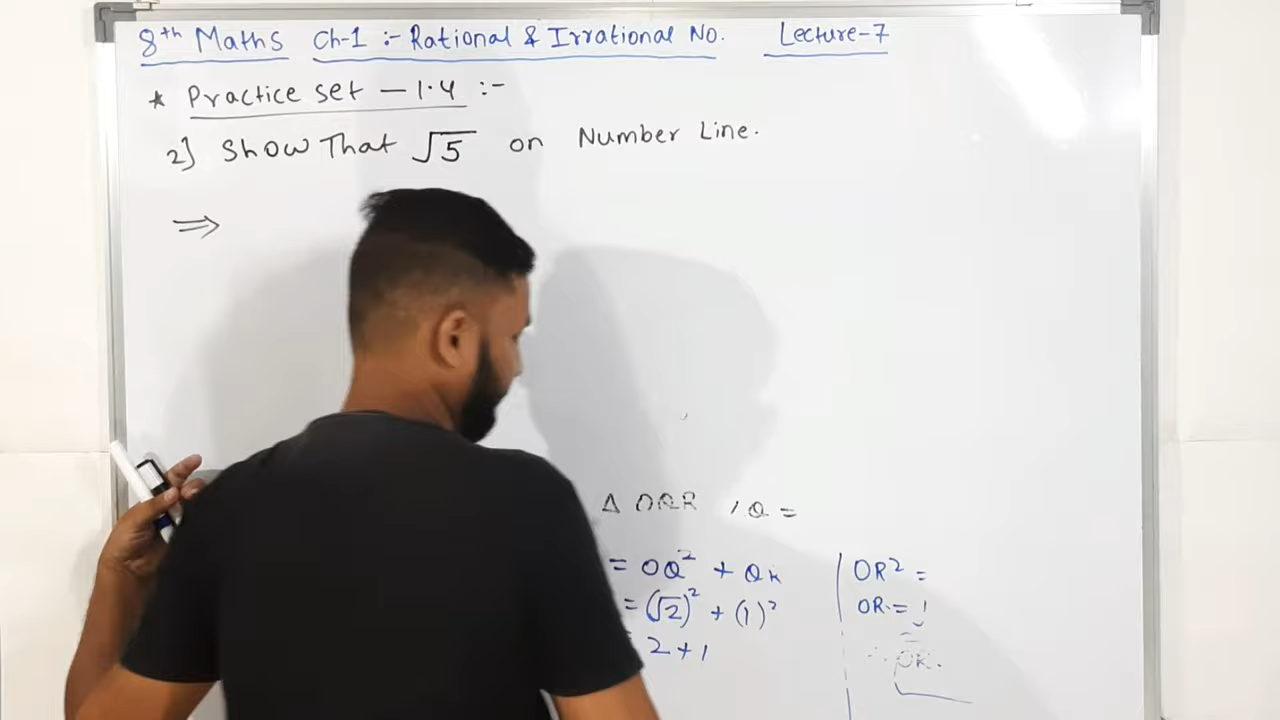 8th Maths Ch-1 :- Rational & Irrational No. Lecture-7
* Practice set - 1.4 :-
2] Show That √5 on Number Line.
⇒
Δ OQR , Q =
= OQ² + QR
= (√2)² + (1)²
2 + 1
OR² =
OR =
∴ OR.